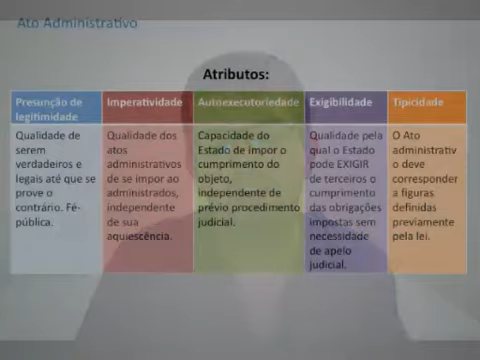 Ato Administrativo
Atributos:
Presunção de
legitimidade
Imperatividade
Autoexecutoriedade
Exigibilidade
Tipicidade
Qualidade de
serem
verdadeiros e
legais até que se
prove o
contrário. Fé-
pública.
Qualidade dos
atos
administrativos
de se impor ao
administrados,
independente
de sua
aquiescência.
Capacidade do
Estado de impor o
cumprimento do
objeto,
independente de
prévio procedimento
judicial.
Qualidade pela
qual o Estado
pode EXIGIR
de terceiros o
cumprimento
das obrigações
impostas sem
necessidade
de apelo
judicial.
O Ato
administrativ
o deve
corresponder
a figuras
definidas
previamente
pela lei.